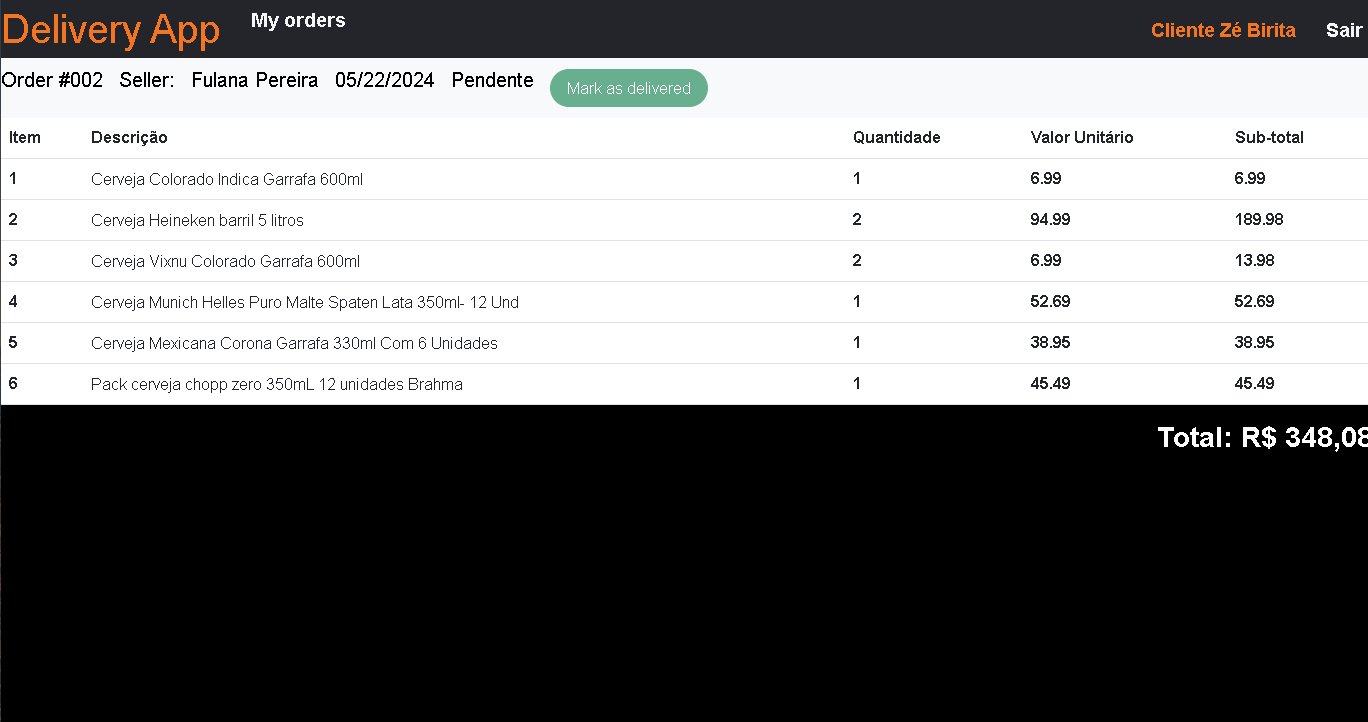 Delivery App My orders Cliente Zé Birita Sair
Order #002 Seller: Fulana Pereira 05/22/2024 Pendente Mark as delivered
Item Descrição Quantidade Valor Unitário Sub-total
1 Cerveja Colorado Indica Garrafa 600ml 1 6.99 6.99
2 Cerveja Heineken barril 5 litros 2 94.99 189.98
3 Cerveja Vixnu Colorado Garrafa 600ml 2 6.99 13.98
4 Cerveja Munich Helles Puro Malte Spaten Lata 350ml- 12 Und 1 52.69 52.69
5 Cerveja Mexicana Corona Garrafa 330ml Com 6 Unidades 1 38.95 38.95
6 Pack cerveja chopp zero 350mL 12 unidades Brahma 1 45.49 45.49
Total: R$ 348,08